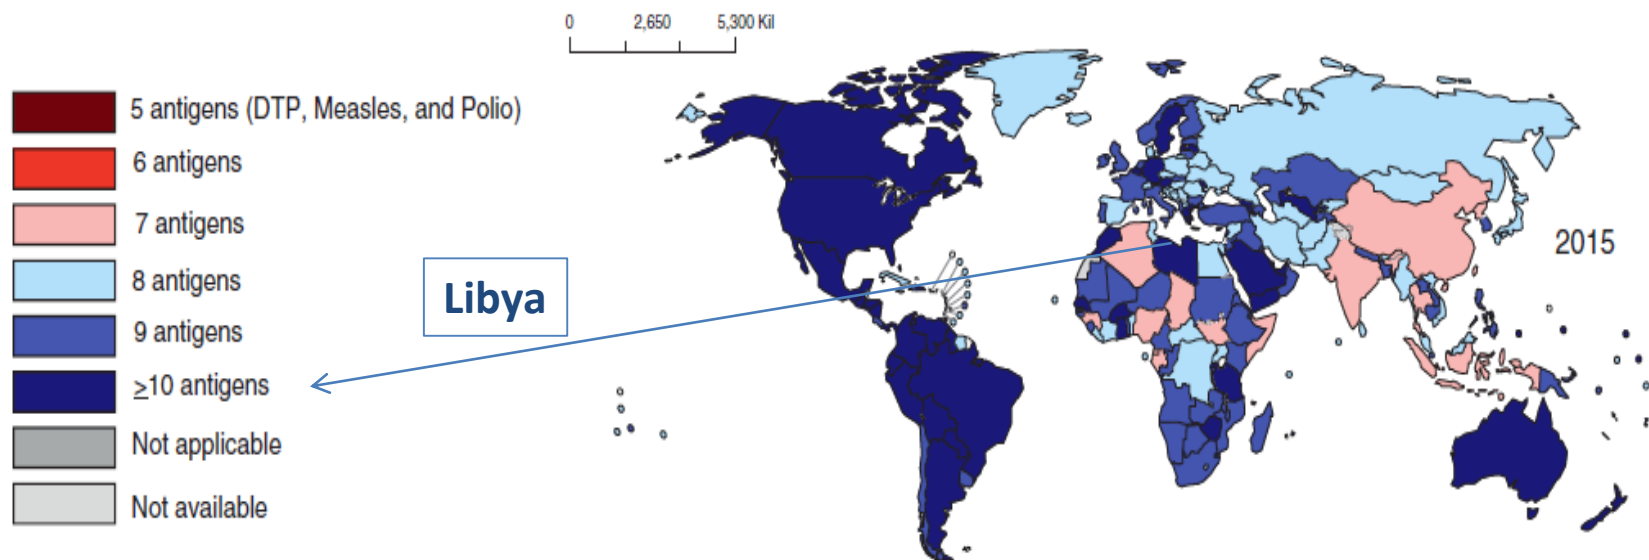 0 2,650 5,300 Kil
5 antigens (DTP, Measles, and Polio)
6 antigens
7 antigens
8 antigens
9 antigens
≥10 antigens
Not applicable
Not available
Libya
2015